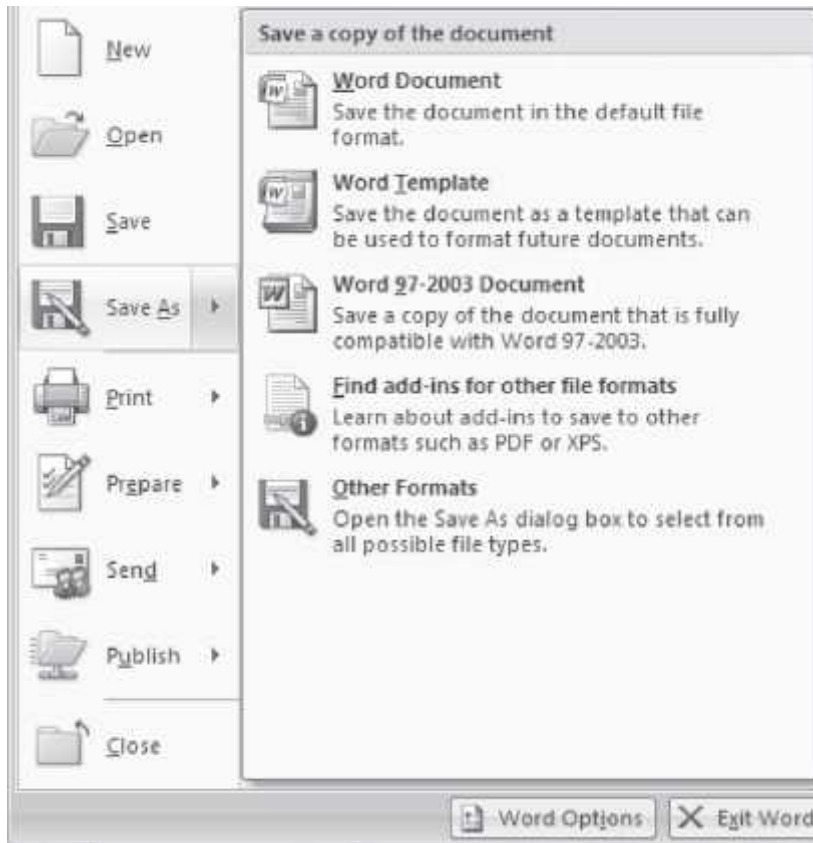 New
Open
Save
Save As
Print
Prepare
Send
Publish
Close
Save a copy of the document
Word Document
Save the document in the default file
format.
Word Template
Save the document as a template that can
be used to format future documents.
Word 97-2003 Document
Save a copy of the document that is fully
compatible with Word 97-2003.
Find add-ins for other file formats
Learn about add-ins to save to other
formats such as PDF or XPS.
Other Formats
Open the Save As dialog box to select from
all possible file types.
Word Options
Exit Word